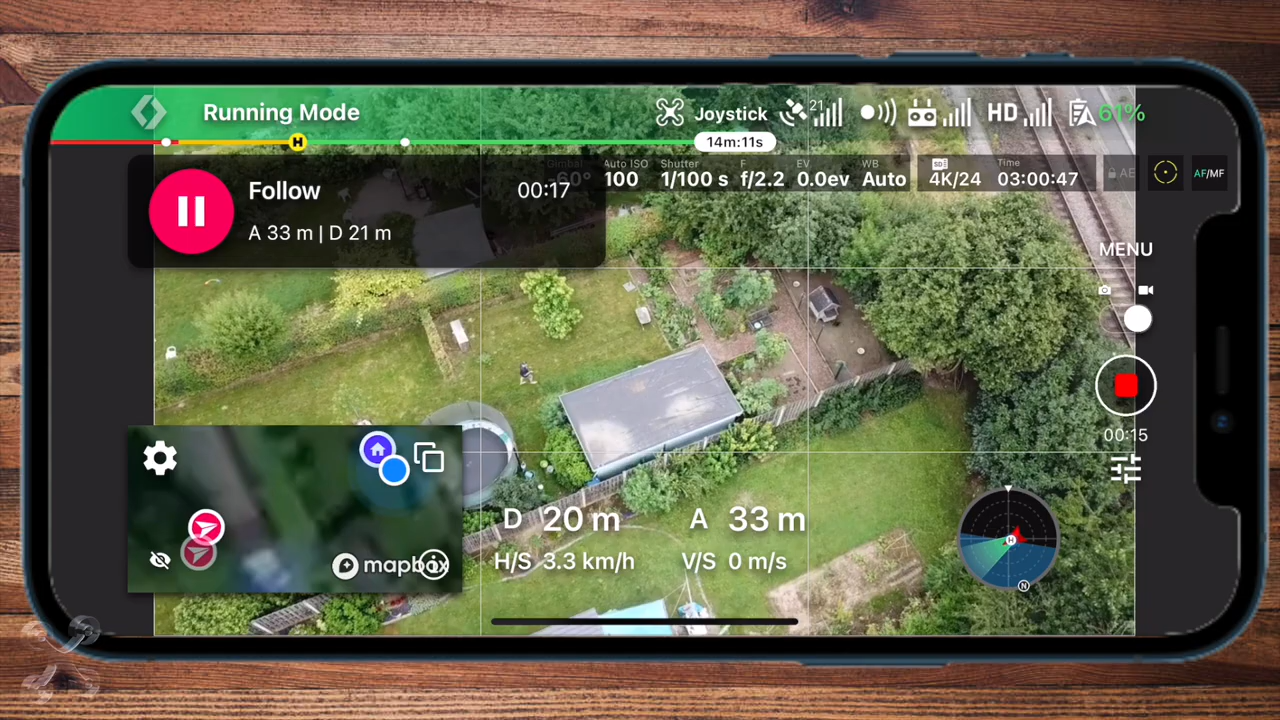 Running Mode
Joystick
21
HD
61%
H
14m:11s
Gimbal Auto ISO Shutter F EV WB SD Time
-60° 100 1/100 s f/2.2 0.0ev Auto 4K/24 03:00:47
AE
AF/MF
Follow 00:17
A 33 m | D 21 m
MENU
00:15
D 20 m A 33 m
H/S 3.3 km/h V/S 0 m/s
mapbox
H
N